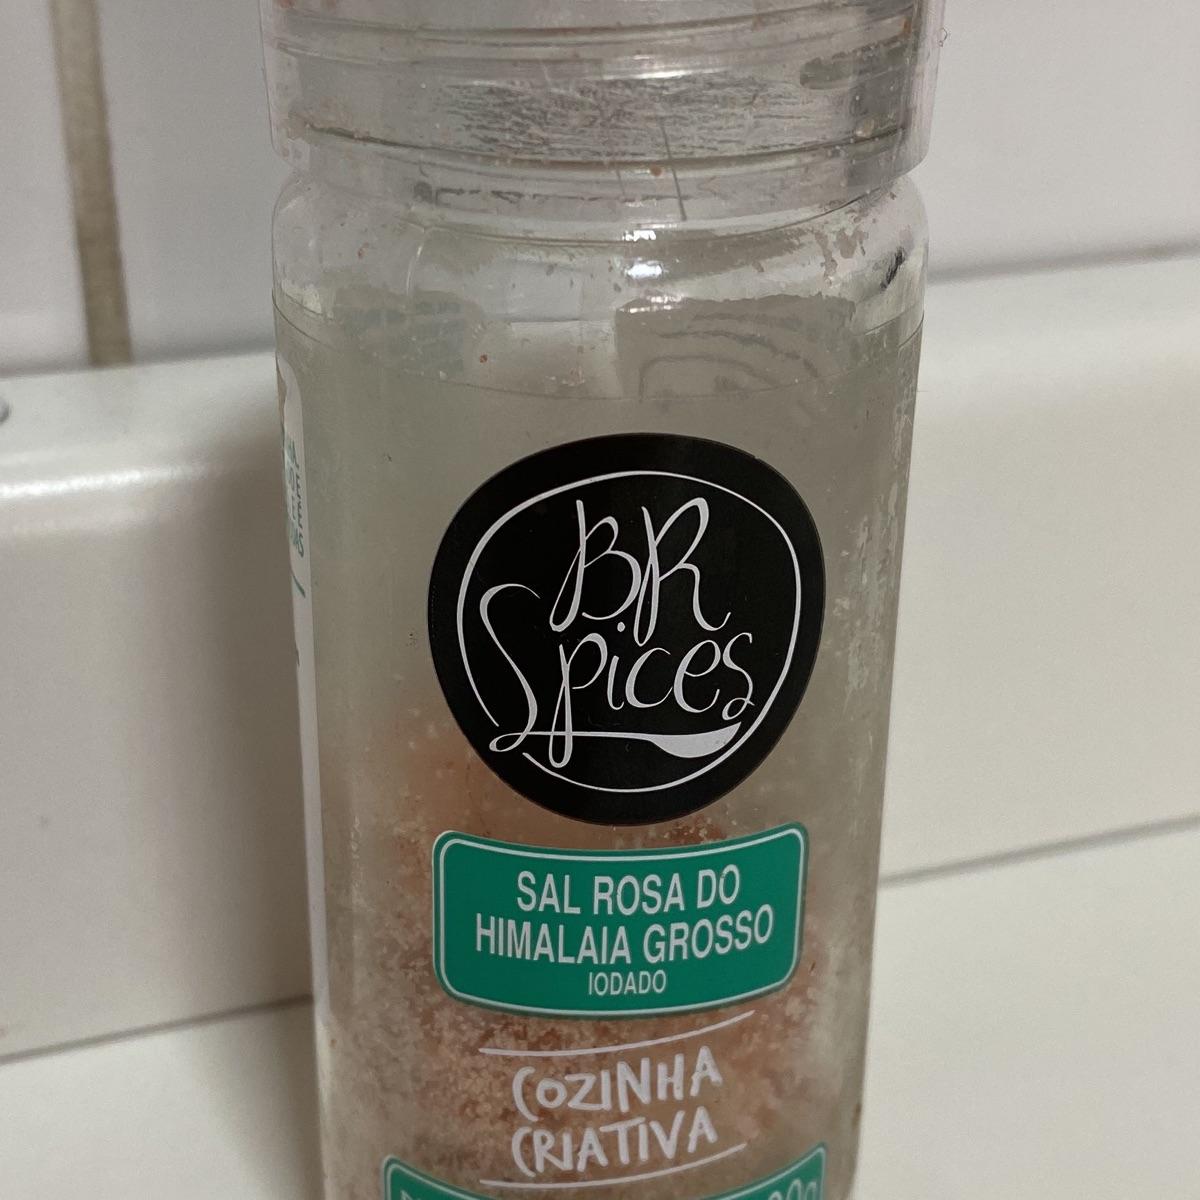 BR
Spices
SAL ROSA DO
HIMALAIA GROSSO
IODADO
COZINHA
CRIATIVA